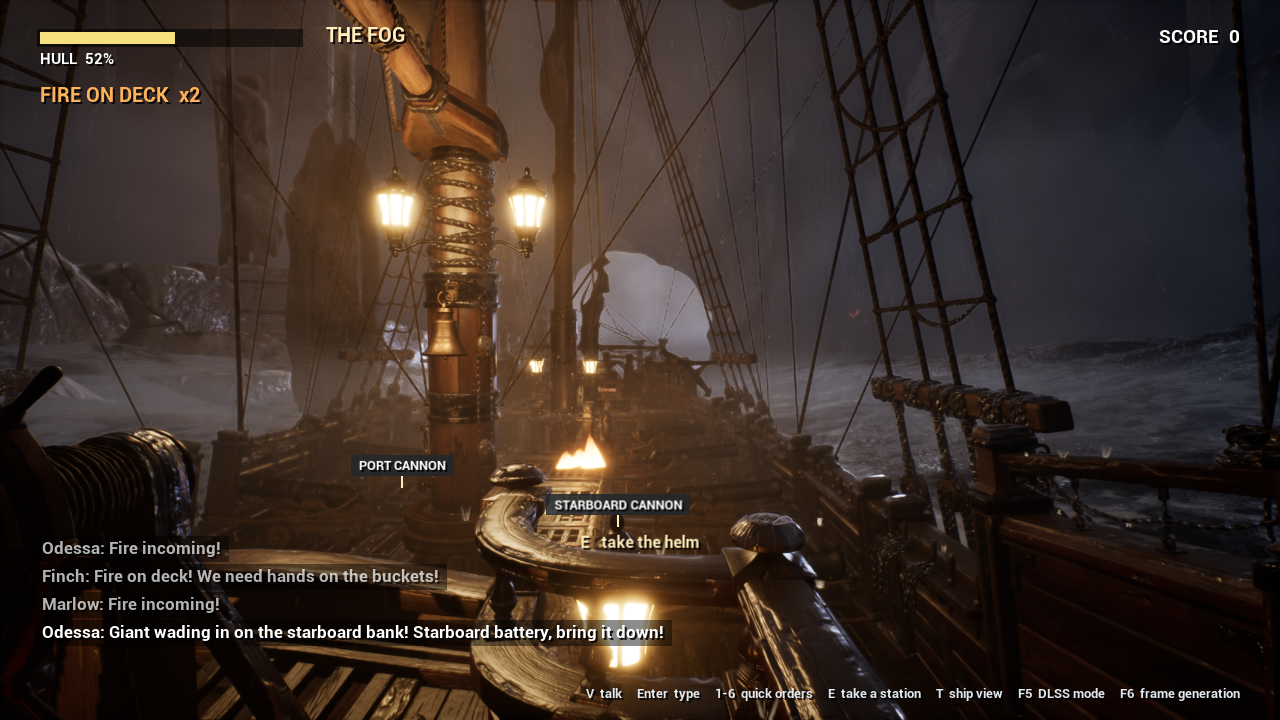 THE FOG
SCORE 0
HULL 52%
FIRE ON DECK x2
PORT CANNON
STARBOARD CANNON
E take the helm
Odessa: Fire incoming!
Finch: Fire on deck! We need hands on the buckets!
Marlow: Fire incoming!
Odessa: Giant wading in on the starboard bank! Starboard battery, bring it down!
V talk Enter type 1-6 quick orders E take a station T ship view F5 DLSS mode F6 frame generation